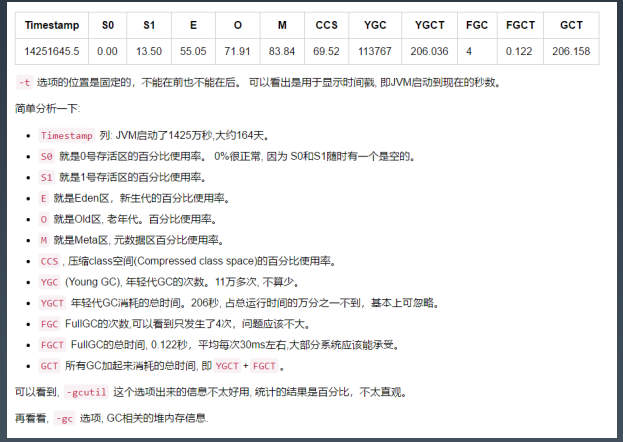 Timestamp S0 S1 E O M CCS YGC YGCT FGC FGCT GCT
14251645.5 0.00 13.50 55.05 71.91 83.84 69.52 113767 206.036 4 0.122 206.158
-t 选项的位置是固定的，不能在前也不能在后。 可以看出是用于显示时间戳, 即JVM启动到现在的秒数。
简单分析一下:
Timestamp 列: JVM启动了1425万秒,大约164天。
S0 就是0号存活区的百分比使用率。 0%很正常, 因为 S0和S1随时有一个是空的。
S1 就是1号存活区的百分比使用率。
E 就是Eden区，新生代的百分比使用率。
O 就是Old区, 老年代。百分比使用率。
M 就是Meta区, 元数据区百分比使用率。
CCS , 压缩class空间(Compressed class space)的百分比使用率。
YGC (Young GC), 年轻代GC的次数。11万多次, 不算少。
YGCT 年轻代GC消耗的总时间。206秒, 占总运行时间的万分之一不到，基本上可忽略。
FGC FullGC的次数,可以看到只发生了4次，问题应该不大。
FGCT FullGC的总时间, 0.122秒，平均每次30ms左右,大部分系统应该能承受。
GCT 所有GC加起来消耗的总时间, 即 YGCT + FGCT 。
可以看到, -gcutil 这个选项出来的信息不太好用, 统计的结果是百分比，不太直观。
再看看, -gc 选项, GC相关的堆内存信息.